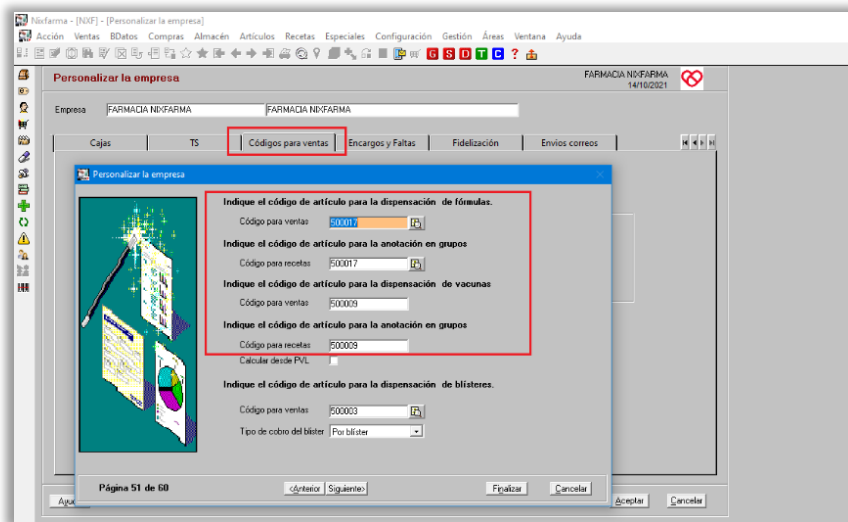 Nixfarma - [NXF] - [Personalizar la empresa]
Acción Ventas BDatos Compras Almacén Artículos Recetas Especiales Configuración Gestión Áreas Ventana Ayuda
G S D T C ?
Personalizar la empresa
FARMACIA NIXFARMA
14/10/2021
Empresa FARMACIA NIXFARMA FARMACIA NIXFARMA
Cajas TS Códigos para ventas Encargos y Faltas Fidelización Envíos correos
Personalizar la empresa
Indique el código de artículo para la dispensación de fórmulas.
Código para ventas 500017
Indique el código de artículo para la anotación en grupos
Código para recetas 500017
Indique el código de artículo para la dispensación de vacunas
Código para ventas 500009
Indique el código de artículo para la anotación en grupos
Código para recetas 500009
Calcular desde PVL
Indique el código de artículo para la dispensación de blísteres.
Código para ventas 500003
Tipo de cobro del blister Por blíster
Página 51 de 60 <Anterior Siguiente> Finalizar Cancelar
Aceptar Cancelar